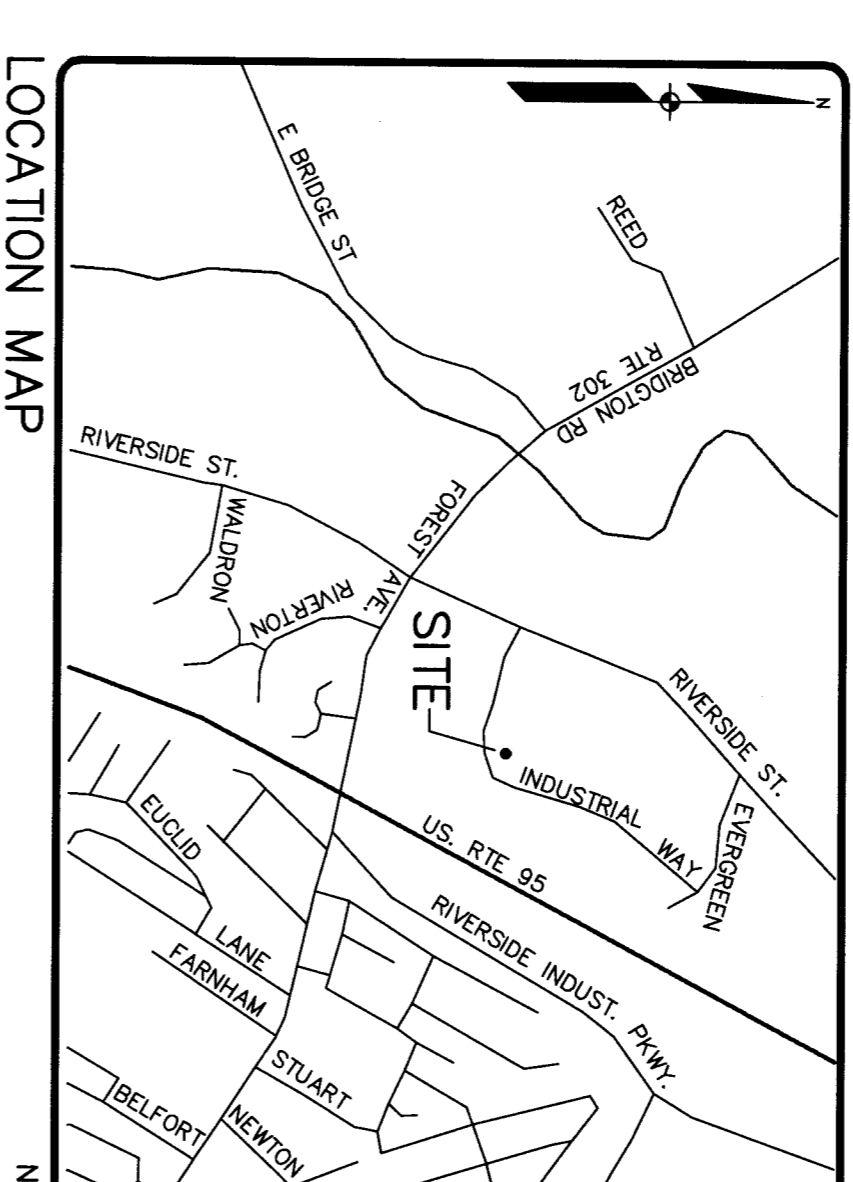 LOCATION MAP
N
E BRIDGE ST
REED
RTE 302
BRIDGTON RD
RIVERSIDE ST.
FOREST
AVE.
WALDRON
RIVERTON
SITE
RIVERSIDE ST.
INDUSTRIAL
WAY
EVERGREEN
US. RTE 95
EUCLID
RIVERSIDE INDUST. PKWY.
LANE
FARNHAM
STUART
BELFORT
NEWTON
N